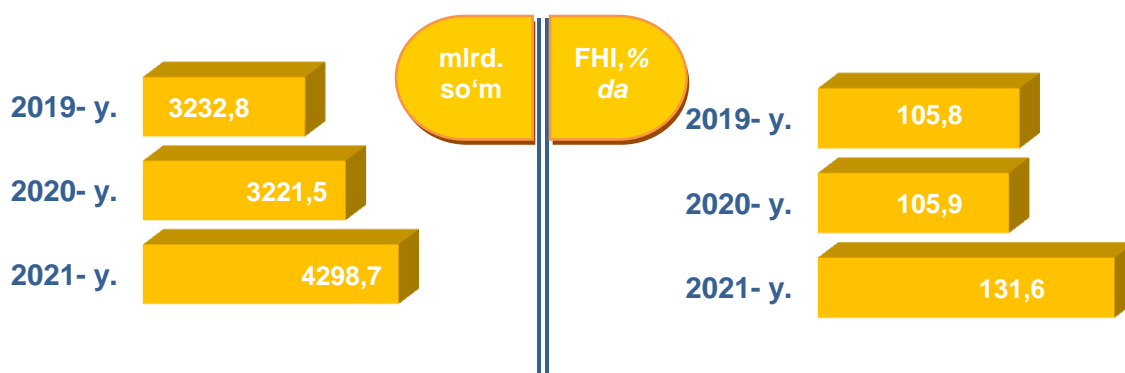 mlrd.
so‘m
FHI,%
da
2019- y.
3232,8
2020- y.
3221,5
2021- y.
4298,7
2019- y.
105,8
2020- y.
105,9
2021- y.
131,6